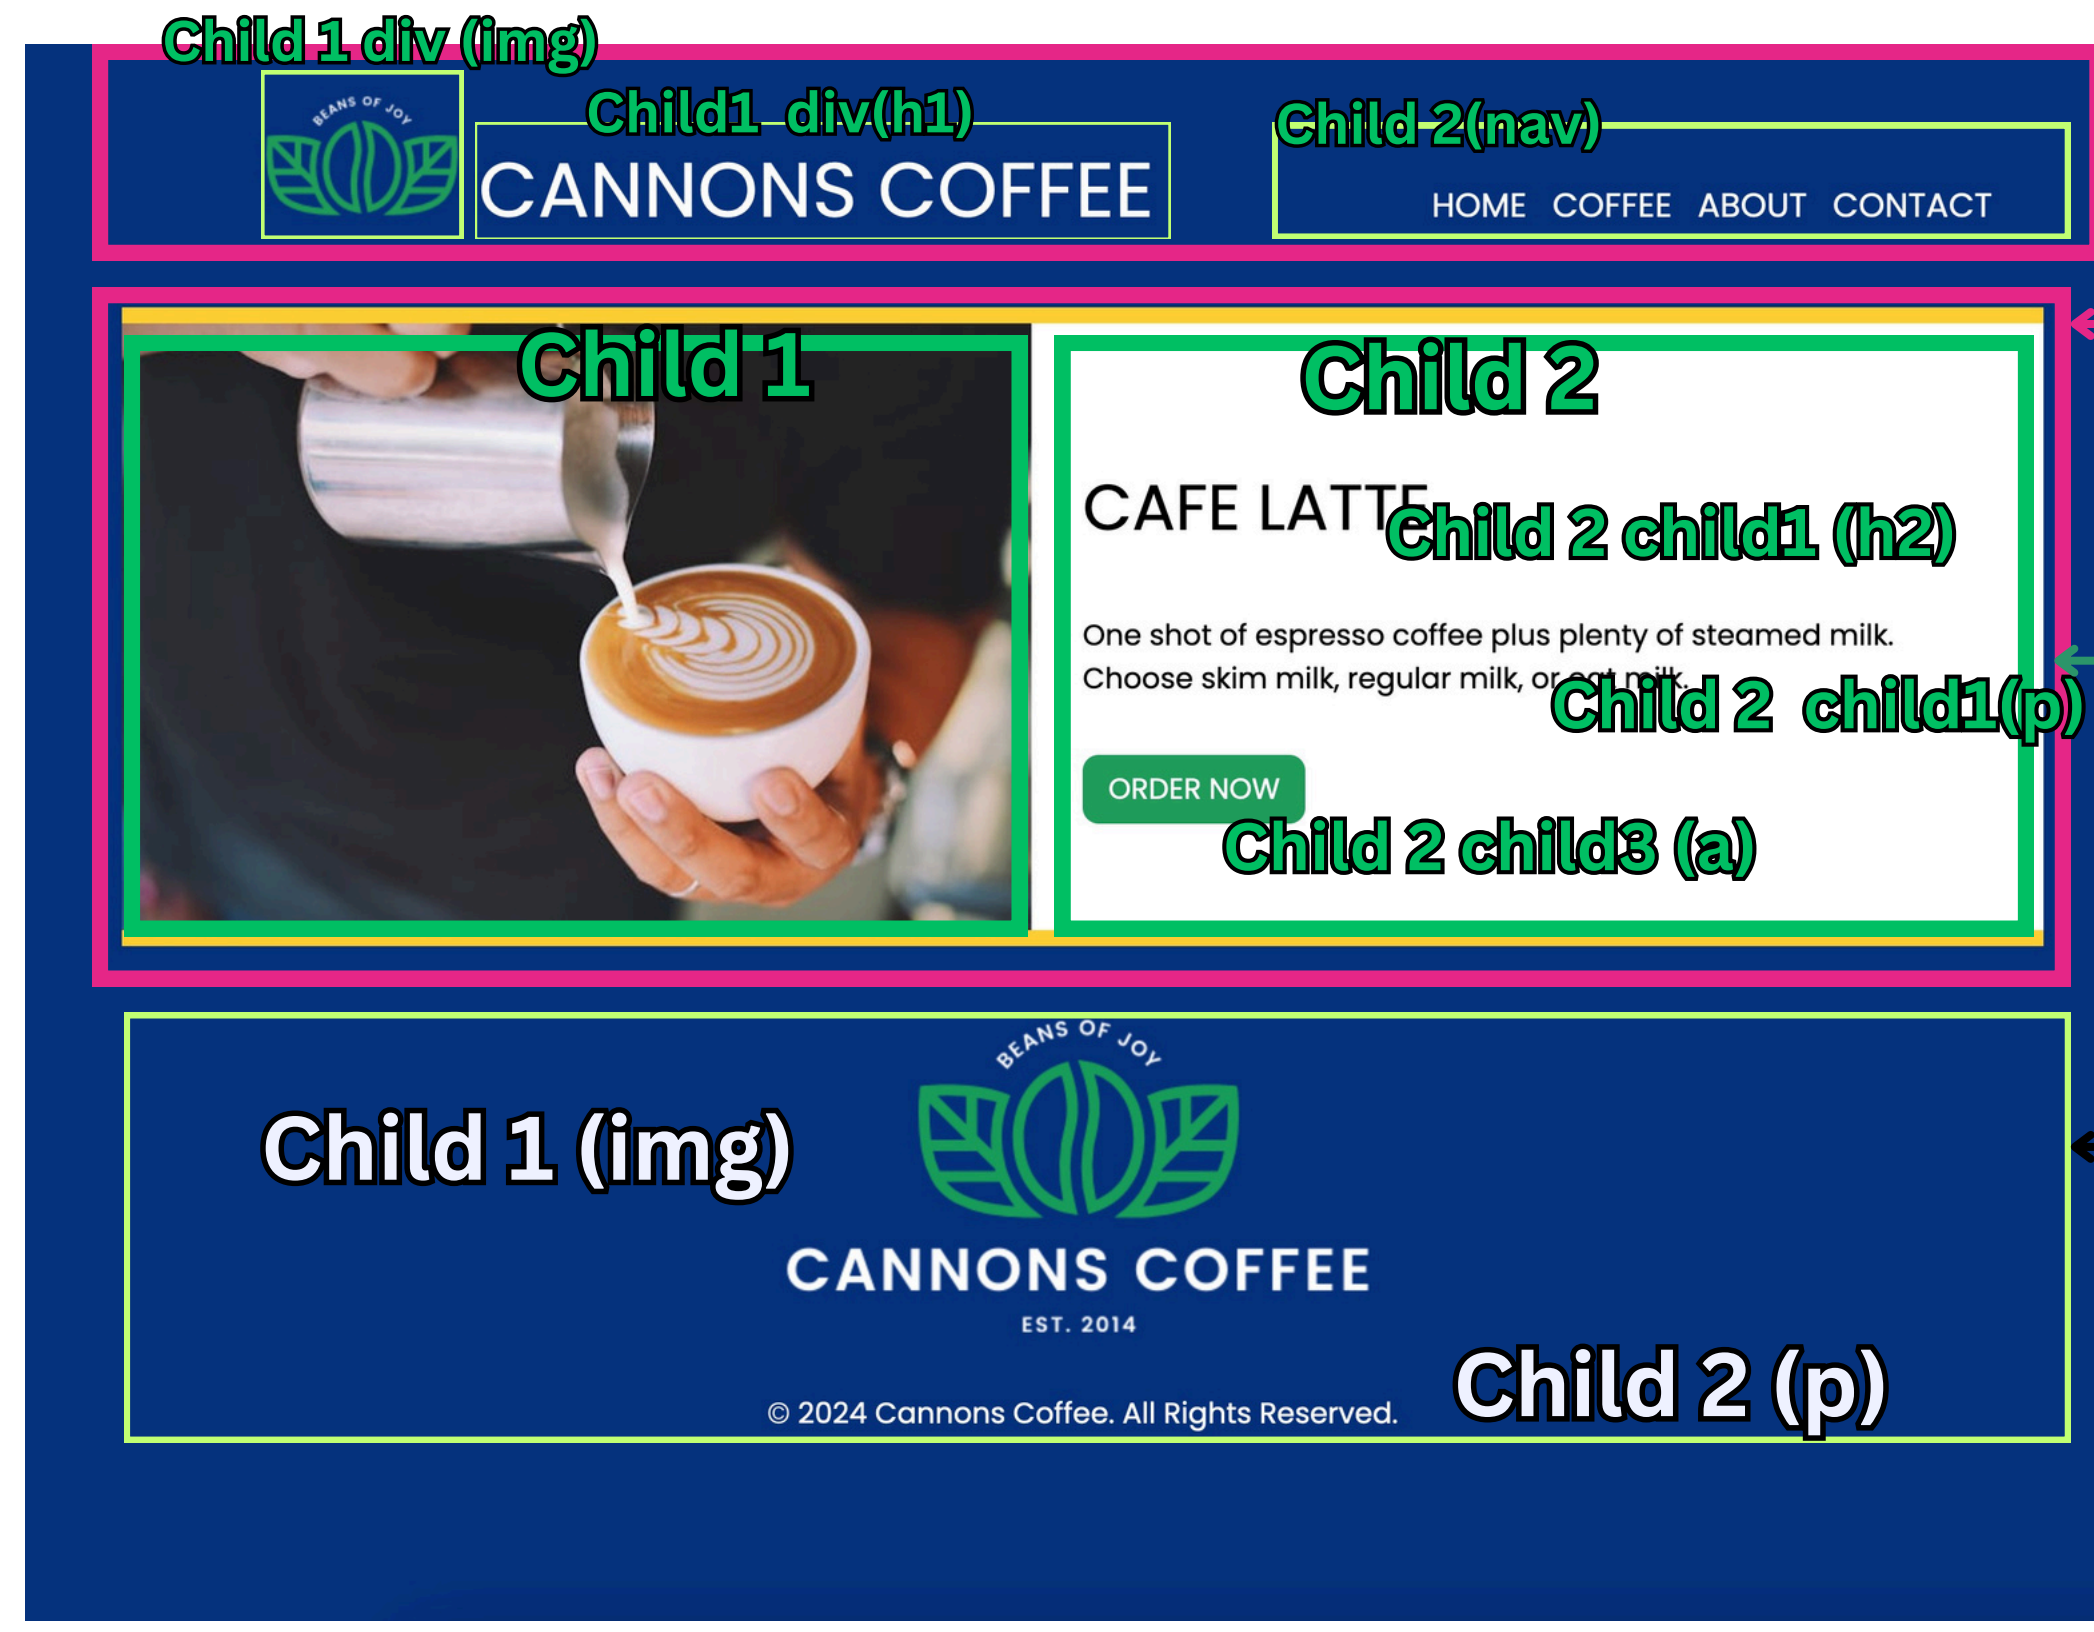 Child 1 div (img)
BEANS OF JOY
Child1 div(h1)
CANNONS COFFEE
Child 2(nav)
HOME COFFEE ABOUT CONTACT
Child 1
Child 2
CAFE LATTE
Child 2 child1 (h2)
One shot of espresso coffee plus plenty of steamed milk.
Choose skim milk, regular milk, or oat milk.
Child 2 child1(p)
ORDER NOW
Child 2 child3 (a)
BEANS OF JOY
Child 1 (img)
CANNONS COFFEE
EST. 2014
Child 2 (p)
© 2024 Cannons Coffee. All Rights Reserved.